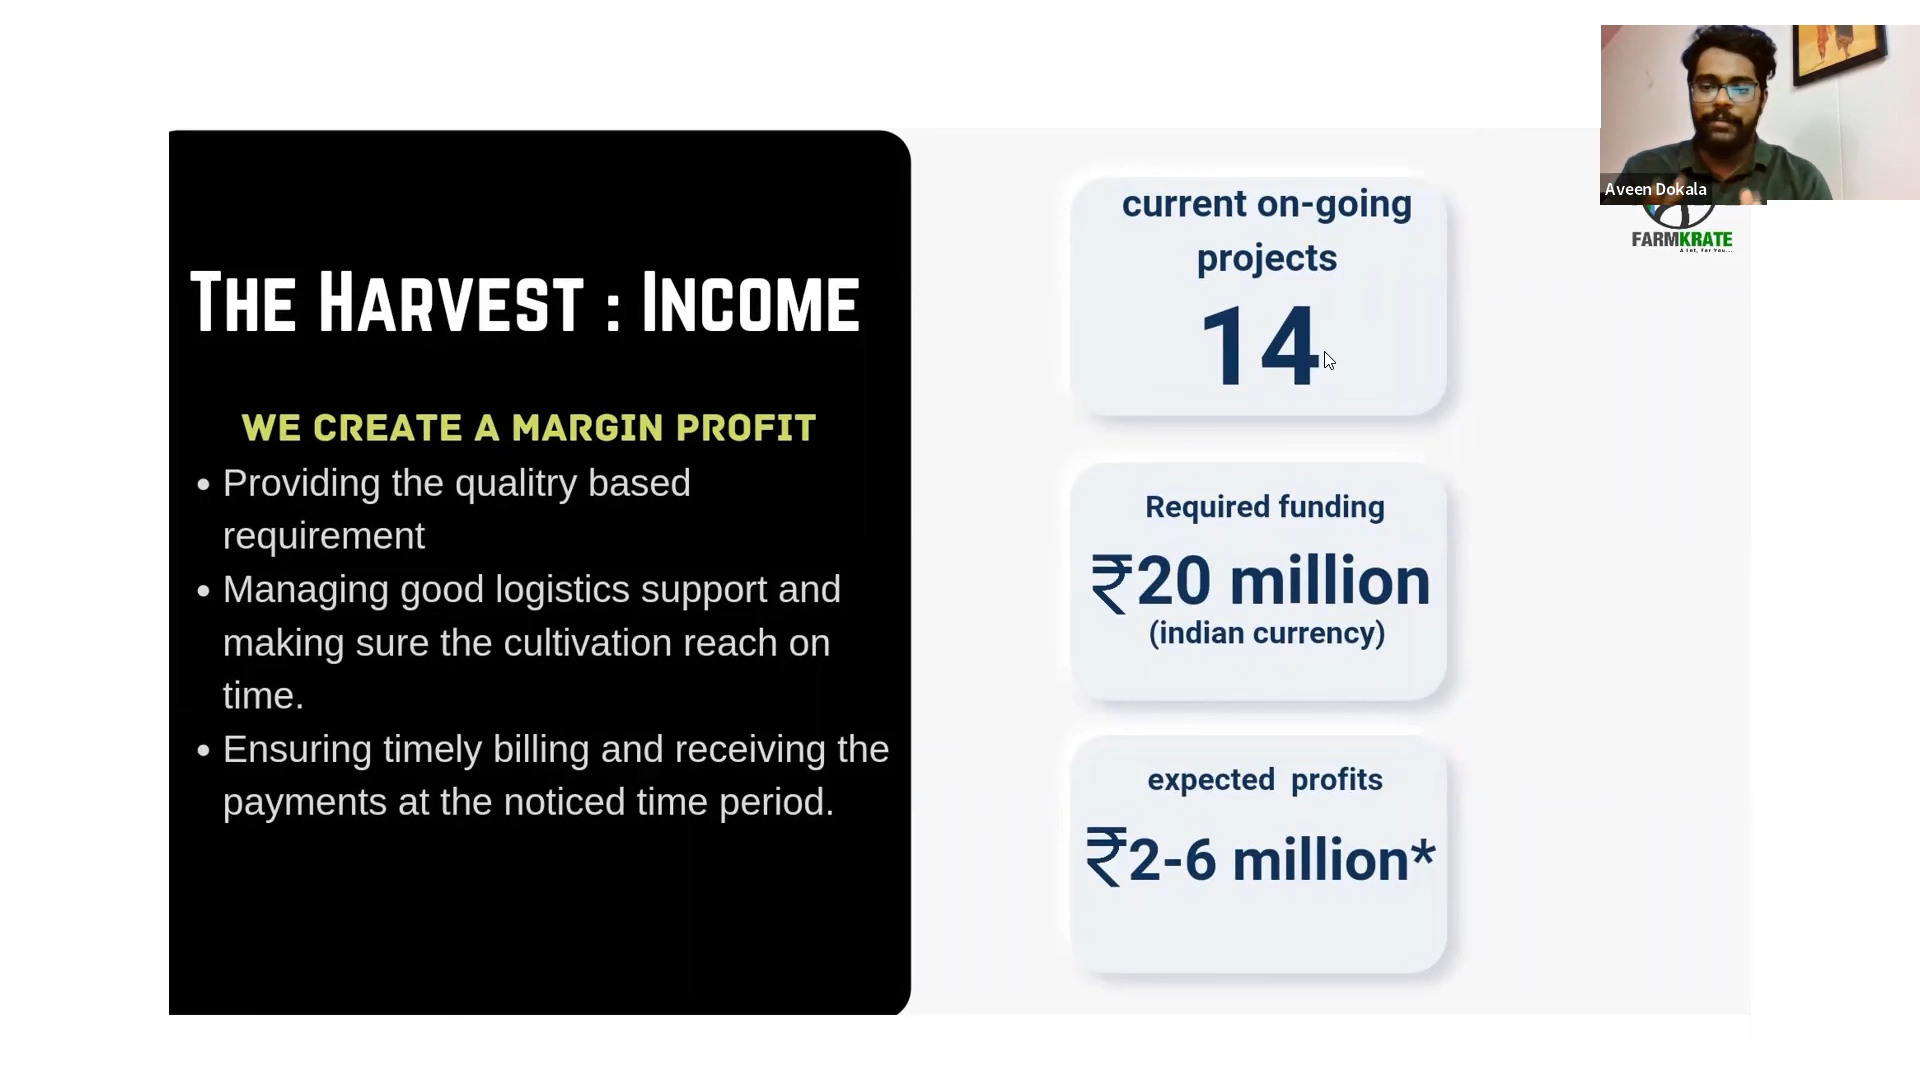 THE HARVEST : INCOME
WE CREATE A MARGIN PROFIT
• Providing the qualitry based
requirement
• Managing good logistics support and
making sure the cultivation reach on
time.
• Ensuring timely billing and receiving the
payments at the noticed time period.
current on-going
projects
14
Required funding
₹20 million
(indian currency)
expected profits
₹2-6 million*
Aveen Dokala
FARMKRATE